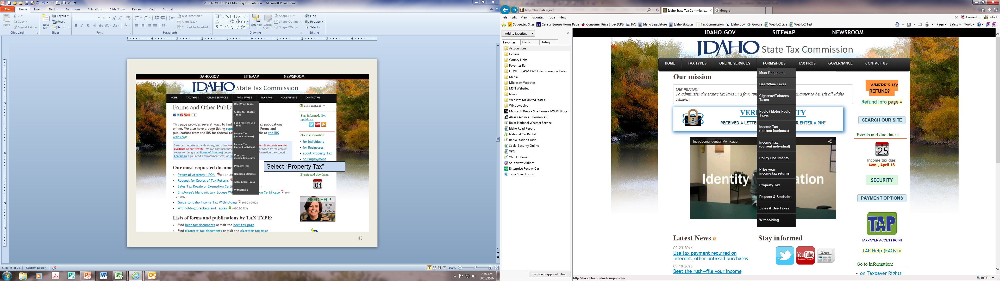 2016 NEW FORMAT Morning Presentation - Microsoft PowerPoint
File Home Insert Design Transitions Animations Slide Show Review View Acrobat
Paste
Cut
Copy
Format Painter
Clipboard
New Slide
Layout
Reset
Section
Slides
24
Font
Text Direction
Align Text
Convert to SmartArt
Paragraph
Arrange
Quick Styles
Shape Fill
Shape Outline
Shape Effects
Drawing
Find
Replace
Select
Editing
IDAHO.GOV SITEMAP NEWSROOM
IDAHO State Tax Commission
HOME TAX TYPES ONLINE SERVICES FORMS/PUBS TAX PROS GOVERNANCE CONTACT US
Forms and Other Public
0
This page provides several ways to find tax publications
online. We also have a page listing repo Forms and
publications from the IRS for federal ta le at the IRS
website.
Sales tax, income tax withholding, and other tax ermit accounts are not
available on our website. We can only mail these provided by the account
owner (or designated Power of Attorney) becaus formation they contain.
Contact us if you need a replacement sent, or fil
Our most-requested docume
Power of Attorney - POA
Request for Copies of Tax Returns
Sales Tax Resale or Exemption Certif
Employee's Idaho Military Spouse Wit on Certificate (04-
27-2012)
Guide to Idaho Income Tax Withholding (06-21-2012)
Withholding Brackets and Tables (03-28-2013)
Lists of forms and publications by TAX TYPE:
Find beer tax documents or visit the beer tax page
Find cigarette tax documents or visit the cigarette tax page
Beer/Wine Taxes
Cigarette/Tobacco
Taxes
Fuels / Motor Fuels
Taxes
Income Tax
(current business)
Income Tax
(current individual)
Prior year
income tax returns
Property Tax
Reports & Statistics
Sales & Use Taxes
Withholding
Select Language
Stay informed. Get
updates »
Go to information:
for Individuals
for Businesses
about Property Tax
on Employment
Select “Property Tax”
Events and due dates:
01
NEED HELP
FILING
OR
PAYING?
43
Slide 43 of 92 "Custom Design" 100%
7:38 AM
3/25/2016
http://tax.idaho.gov/
Idaho State Tax Commissio...
Google
File Edit View Favorites Tools Help
Convert Select
Suggested Sites Census Bureau Home Page Consumer Price Index (CPI) IAC Idaho Legislature Idaho Statutes Tax Commission Idaho.gov Google Web L-2 Live Web L-2 Test
Page Safety Tools
Add to favorites
Favorites Feeds History
Associations
Census
County Links
Favorites Bar
HEWLETT-PACKARD Recommended Sites
Media
Microsoft Websites
MSN Websites
News
Websites for United States
Windows Live
Microsoft Press - Site Home - MSDN Blogs
Alaska Airlines - Horizon Air
Boise National Weather Service
Idaho Road Report
National Car Rental
Radio Station Guide
Social Security Online
VPN
Web Outlook
Southwest Airlines
Enterprise Rent-A-Car
Time Sheet Logon
Turn on Suggested Sites...
IDAHO.GOV SITEMAP NEWSROOM
IDAHO State Tax Commission
HOME TAX TYPES ONLINE SERVICES FORMS/PUBS TAX PROS GOVERNANCE CONTACT US
Our mission
Our mission:
To administer the state's tax laws in a fair, tim manner to benefit all Idaho
citizens.
VER TY
RECEIVED A LETTE R ENTER A PIN?
Introducing Identity Verification
Identity ation
Most Requested
Beer/Wine Taxes
Cigarette/Tobacco
Taxes
Fuels / Motor Fuels
Taxes
Income Tax
(current business)
Income Tax
(current individual)
Policy Documents
Prior year
income tax returns
Property Tax
Reports & Statistics
Sales & Use Taxes
Withholding
Latest News
03-23-2016
Use tax payment required on
Internet, other untaxed purchases
03-18-2016
Beat the rush—file your income
Stay informed
YouTube
Broadcast Yourself
News
WHERE'S MY
REFUND?
Refund Info page »
SEARCH OUR SITE
Events and due dates:
25
Income tax due:
Mon., April 18
SECURITY
PAYMENT OPTIONS
TAP
TAXPAYER ACCESS POINT
TAP Help (FAQs) »
Go to information:
on Taxpayer Rights
http://tax.idaho.gov/m-formpub.cfm
100%